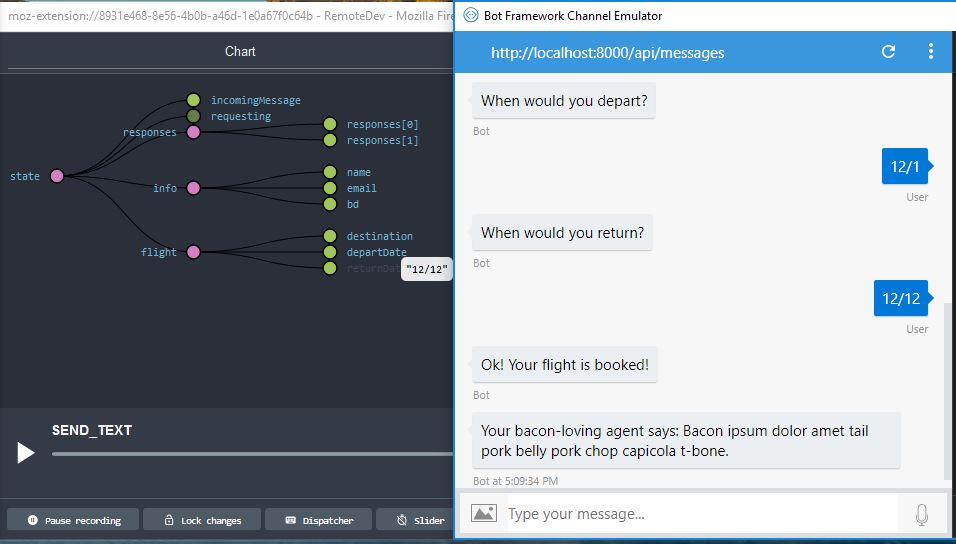 moz-extension://8931e468-8e56-4b0b-a46d-1e0a67f0c64b - RemoteDev - Mozilla Fire
Chart
incomingMessage
requesting
responses
responses[0]
responses[1]
state
name
info
email
bd
destination
flight
departDate
returnDat
"12/12"
SEND_TEXT
Pause recording
Lock changes
Dispatcher
Slider
Bot Framework Channel Emulator
http://localhost:8000/api/messages
When would you depart?
Bot
12/1
User
When would you return?
Bot
12/12
User
Ok! Your flight is booked!
Bot
Your bacon-loving agent says: Bacon ipsum dolor amet tail
pork belly pork chop capicola t-bone.
Bot at 5:09:34 PM
Type your message...